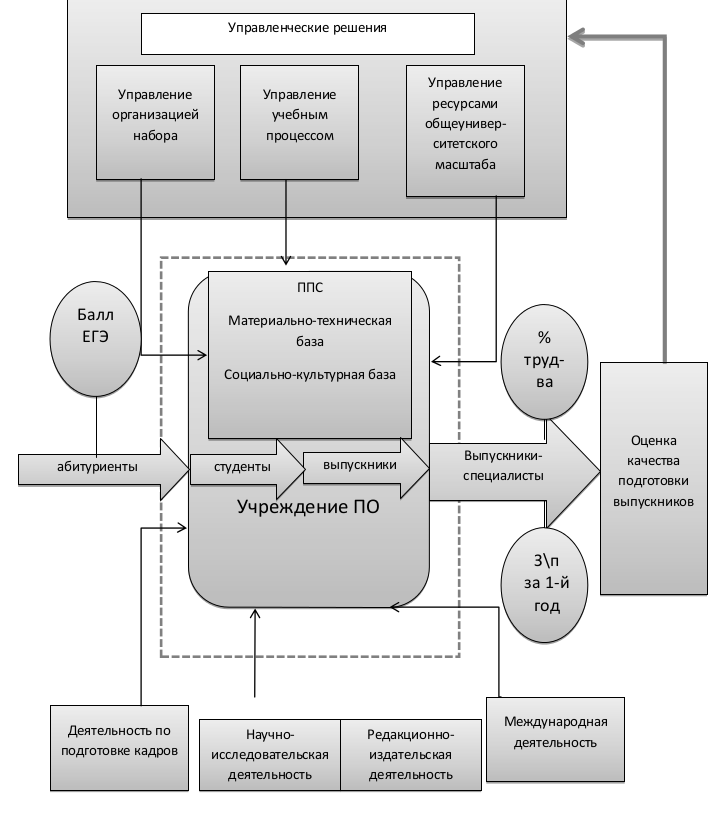 Управленческие решения
Управление
организацией
набора
Управление
учебным
процессом
Управление
ресурсами
общеунивер-
ситетского
масштаба
ППС
Материально-техническая
база
Социально-культурная база
Балл
ЕГЭ
%
труд-
ва
абитуриенты
студенты
выпускники
Выпускники-
специалисты
Оценка
качества
подготовки
выпускников
Учреждение ПО
З\п
за 1-й
год
Деятельность по
подготовке кадров
Научно-
исследовательская
деятельность
Редакционно-
издательская
деятельность
Международная
деятельность